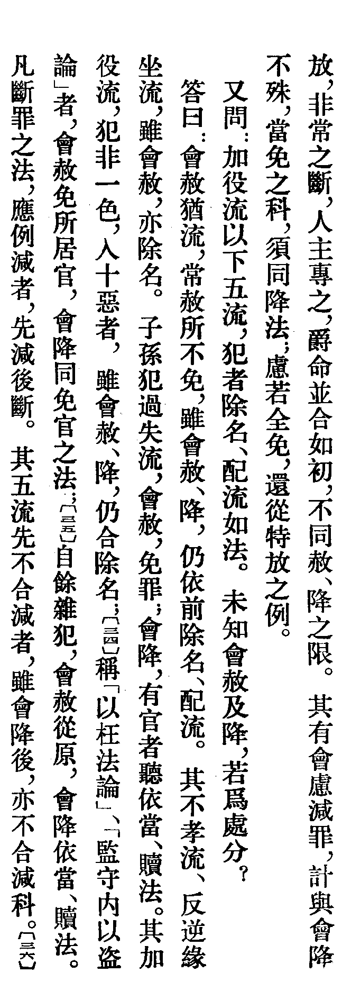 放，非常之斷，人主專之，爵命並合如初，不同赦、降之限。其有會慮減罪，計與會降
不殊，當免之科，須同降法；慮若全免，還從特放之例。
又問：加役流以下五流，犯者除名、配流如法。未知會赦及降，若爲處分？
答曰：會赦猶流，常赦所不免，雖會赦、降，仍依前除名、配流。其不孝流、反逆緣
坐流，雖會赦，亦除名。子孫犯過失流，會赦，免罪；會降，有官者聽依當、贖法。其加
役流，犯非一色，入十惡者，雖會赦、降，仍合除名；〔三四〕稱「以枉法論」、「監守内以盗
論」者，會赦免所居官，會降同免官之法；〔三五〕自餘雜犯，會赦從原，會降依當、贖法。
凡斷罪之法，應例減者，先減後斷。其五流先不合減者，雖會降後，亦不合減科。〔三六〕